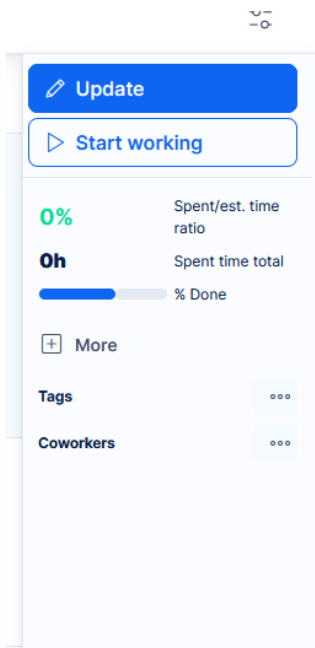 Update
Start working
0%
Spent/est. time
ratio
0h
Spent time total
% Done
More
Tags
Coworkers